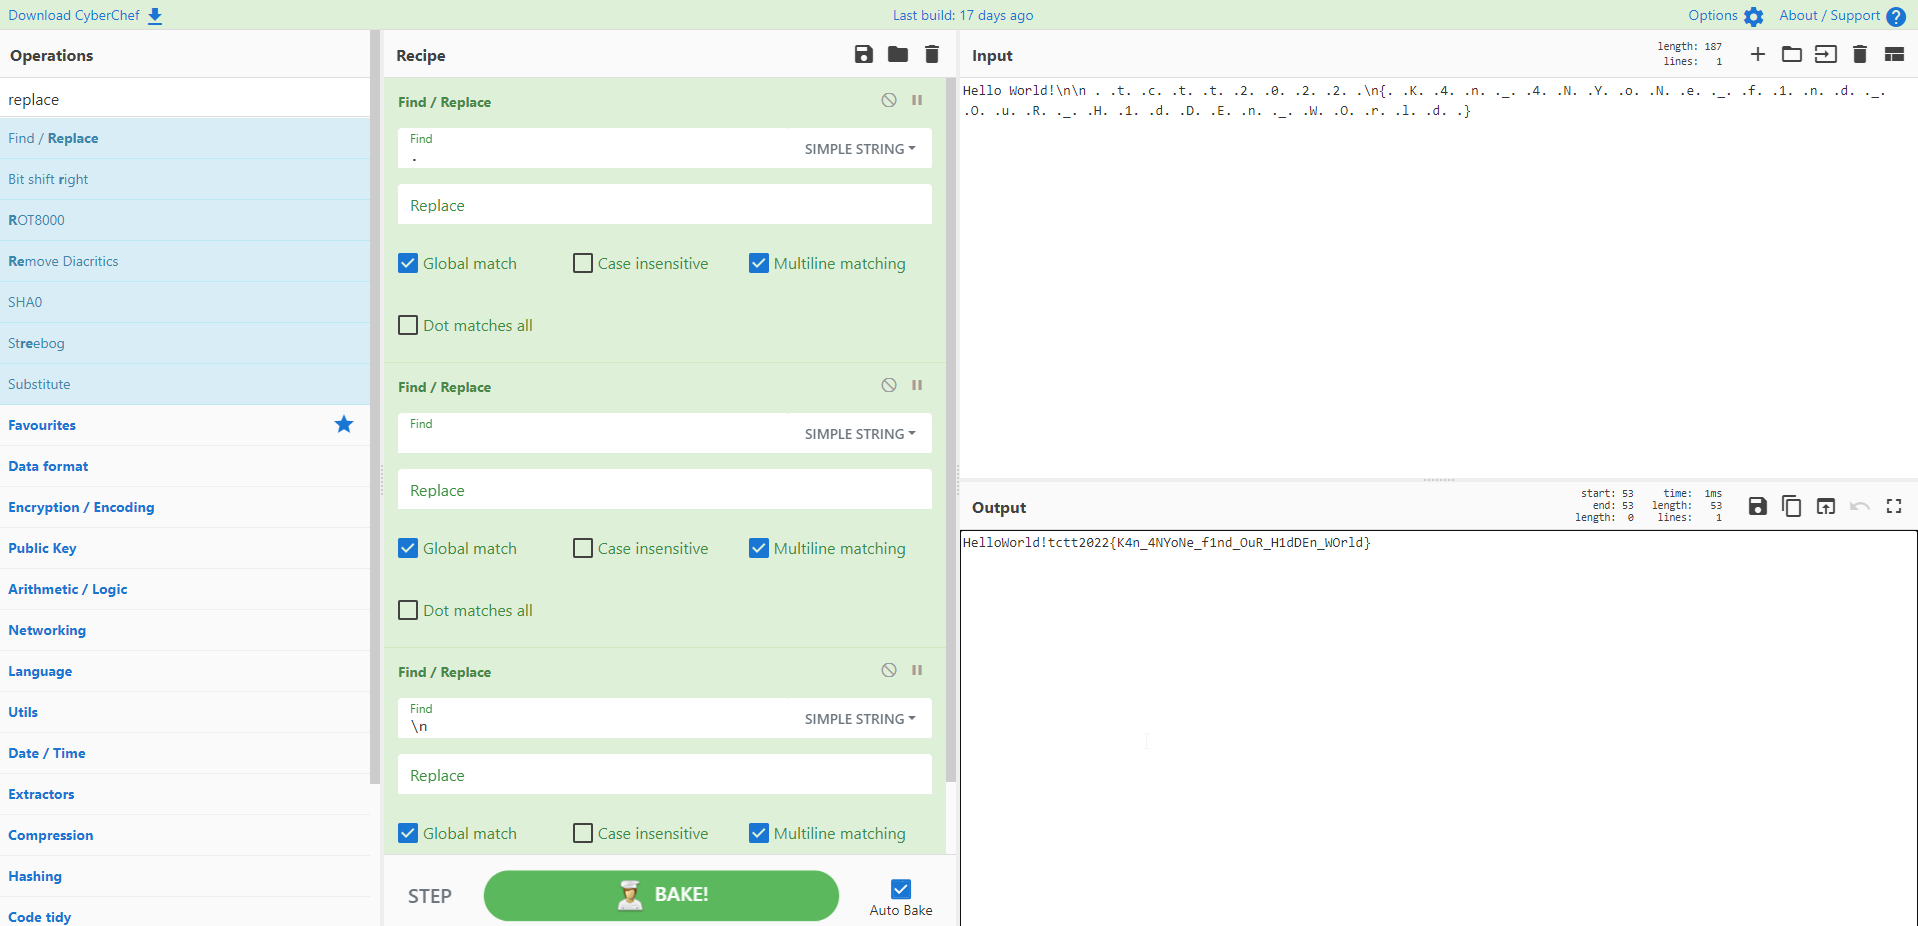 Download CyberChef
Last build: 17 days ago
Options
About / Support
Operations
replace
Find / Replace
Bit shift right
ROT8000
Remove Diacritics
SHA0
Streebog
Substitute
Favourites
Data format
Encryption / Encoding
Public Key
Arithmetic / Logic
Networking
Language
Utils
Date / Time
Extractors
Compression
Hashing
Code tidy
Recipe
Find / Replace
Find
.
SIMPLE STRING
Replace
Global match
Case insensitive
Multiline matching
Dot matches all
Find / Replace
Find
SIMPLE STRING
Replace
Global match
Case insensitive
Multiline matching
Dot matches all
Find / Replace
Find
\n
SIMPLE STRING
Replace
Global match
Case insensitive
Multiline matching
STEP
BAKE!
Auto Bake
Input
length: 187
lines: 1
Hello World!\n\n . .t. .c. .t. .t. .2. .0. .2. .2. .\n{. .K. .4. .n. ._. .4. .N. .Y. .o. .N. .e. ._. .f. .1. .n. .d. ._.
.O. .u. .R. ._. .H. .1. .d. .D. .E. .n. ._. .W. .O. .r. .l. .d. .}
Output
start: 53 time: 1ms
end: 53 length: 53
length: 0 lines: 1
HelloWorld!tctt2022{K4n_4NYoNe_f1nd_OuR_H1dDEn_WOrld}